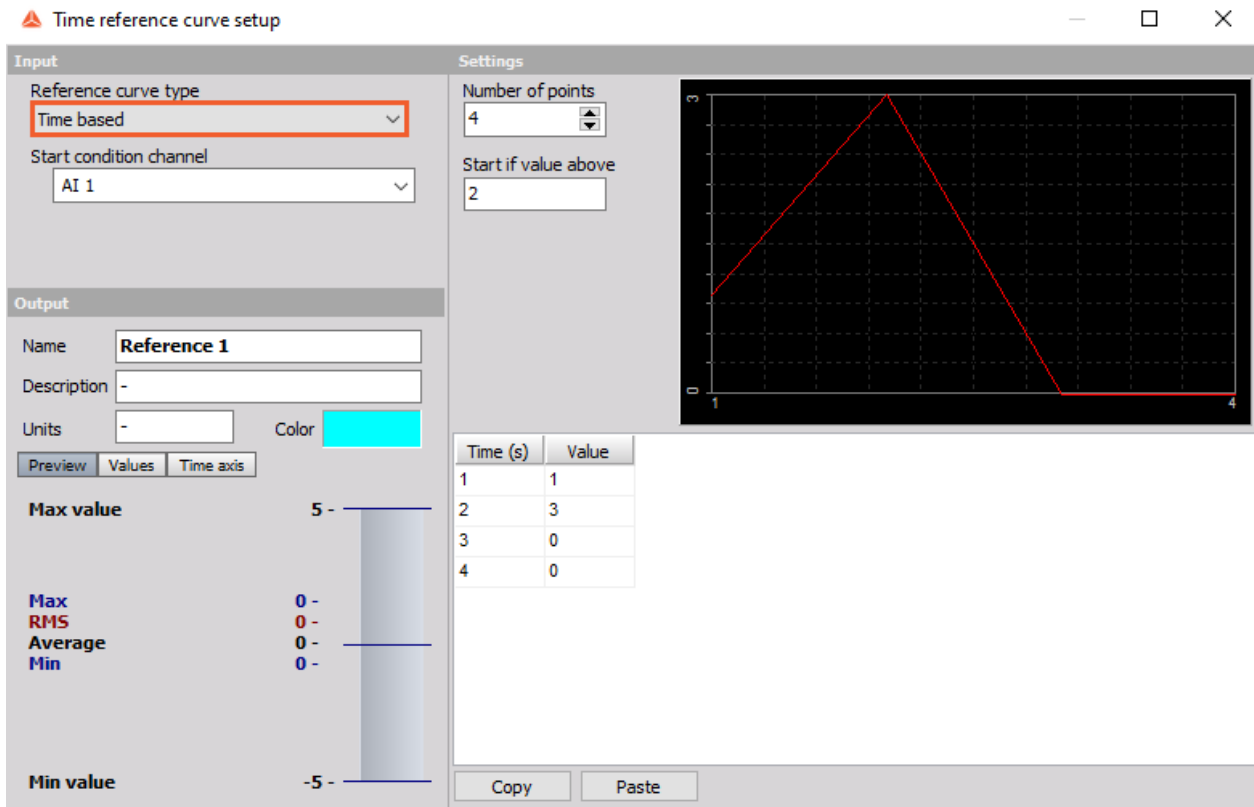 Time reference curve setup
Input
Reference curve type
Time based
Start condition channel
AI 1
Output
Name Reference 1
Description -
Units - Color
Preview Values Time axis
Max value 5 -
Max 0 -
RMS 0 -
Average 0 -
Min 0 -
Min value -5 -
Settings
Number of points
4
Start if value above
2
3
0
1 4
Time (s) Value
1 1
2 3
3 0
4 0
Copy Paste